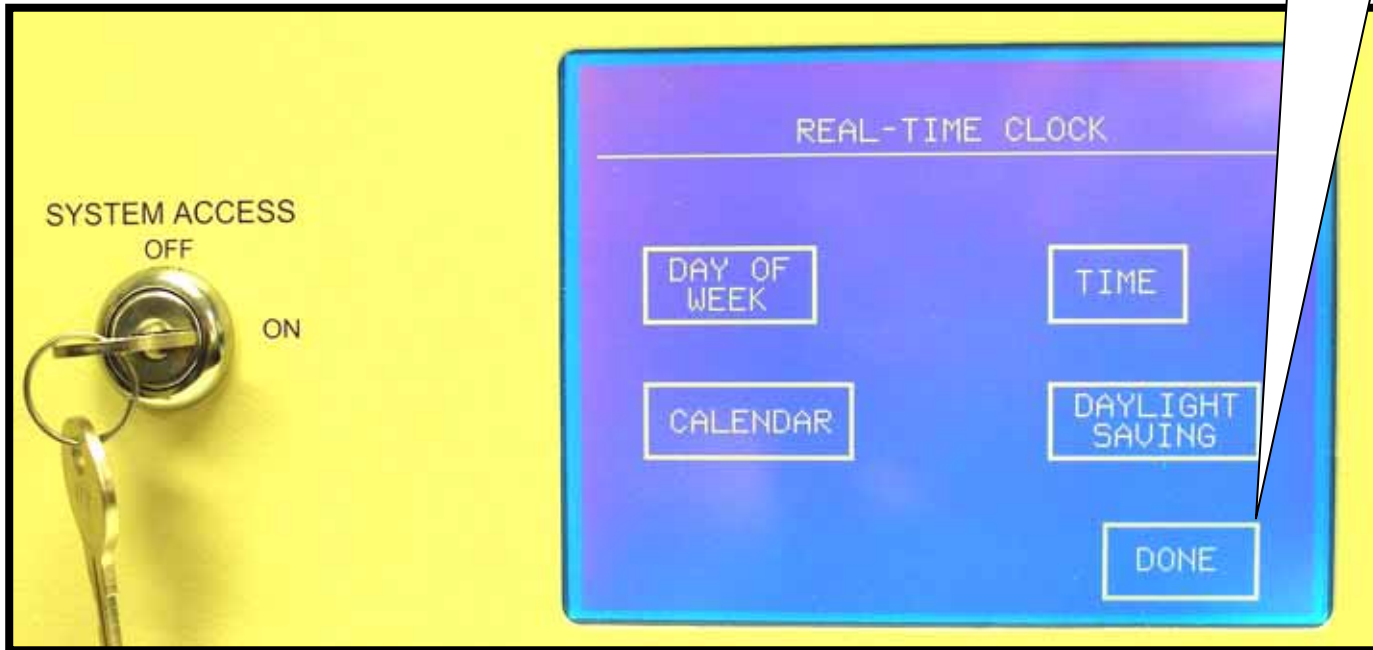 REAL-TIME CLOCK
SYSTEM ACCESS
OFF
ON
DAY OF
WEEK
TIME
CALENDAR
DAYLIGHT
SAVING
DONE